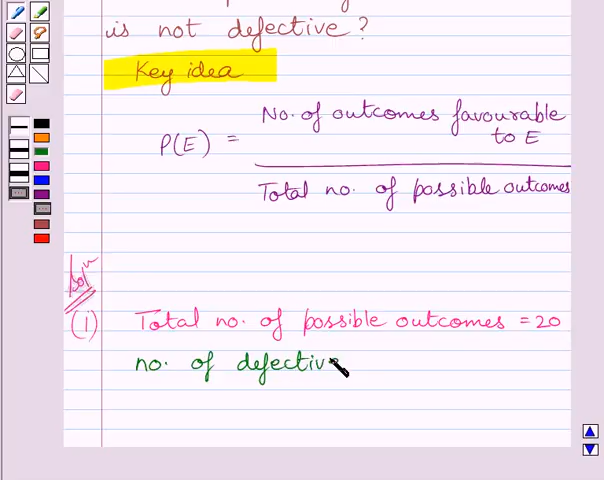 is not defective?
Key idea
No. of outcomes favourable
to E
P(E) =
Total no. of possible outcomes
Solⁿ
(1) Total no. of possible outcomes = 20
no. of defectiv